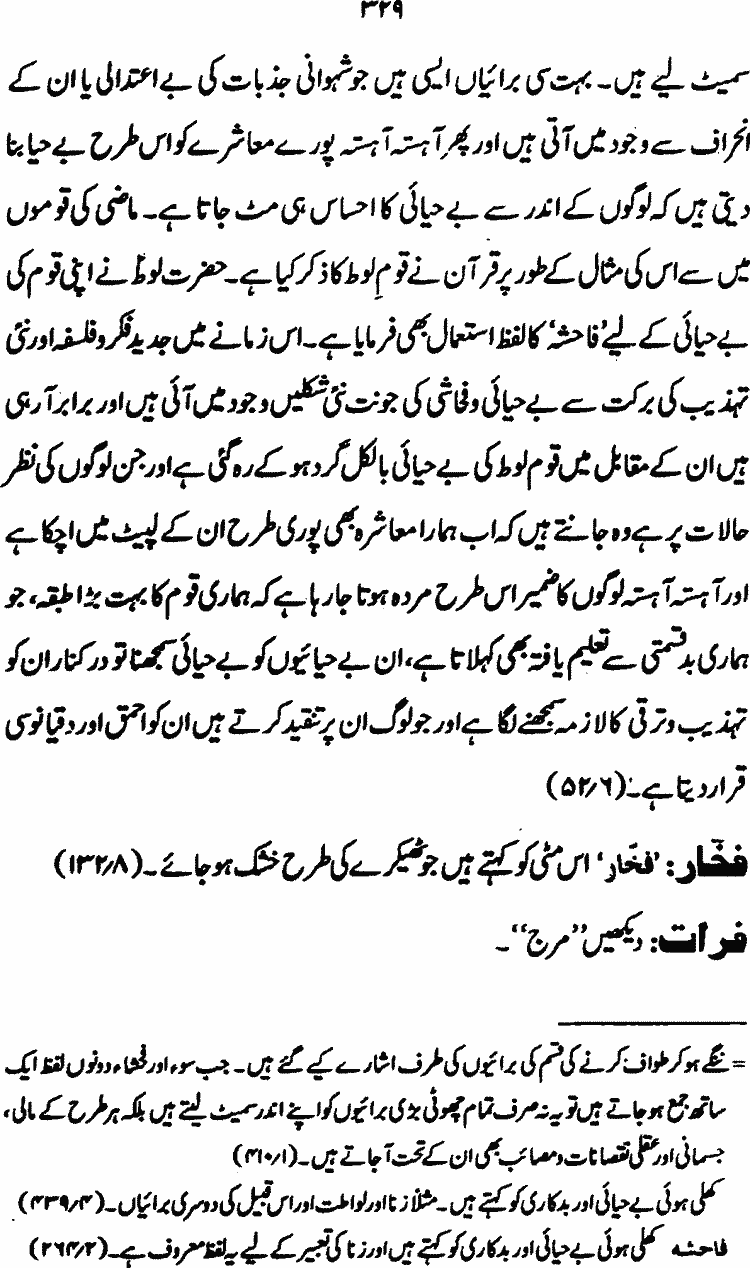 ۳۲۹
سمیٹ لیے ہیں۔ بہت سی برائیاں ایسی ہیں جو شہوانی جذبات کی بے اعتدالی یا ان کے
انحراف سے وجود میں آتی ہیں اور پھر آہستہ آہستہ پورے معاشرے کو اس طرح بے حیا بنا
دیتی ہیں کہ لوگوں کے اندر سے بے حیائی کا احساس ہی مٹ جاتا ہے۔ ماضی کی قوموں
میں سے اس کی مثال کے طور پر قرآن نے قومِ لوط کا ذکر کیا ہے۔ حضرت لوطؑ نے اپنی قوم کی
بے حیائی کے لیے ’فاحشہ‘ کا لفظ استعمال بھی فرمایا ہے۔ اس زمانے میں جدید فکر و فلسفہ اور نئی
تہذیب کی برکت سے بے حیائی و فحاشی کی جو نت نئی شکلیں وجود میں آئی ہیں اور برابر آ رہی
ہیں ان کے مقابل میں قوم لوط کی بے حیائی بالکل گرد ہو کے رہ گئی ہے اور جن لوگوں کی نظر
حالات پر ہے وہ جانتے ہیں کہ اب ہمارا معاشرہ بھی پوری طرح ان کے لپیٹ میں آچکا ہے
اور آہستہ آہستہ لوگوں کا ضمیر اس طرح مردہ ہوتا جا رہا ہے کہ ہماری قوم کا بہت بڑا طبقہ، جو
ہماری بدقسمتی سے تعلیم یافتہ بھی کہلاتا ہے، ان بے حیائیوں کو بے حیائی سمجھنا تو در کنار ان کو
تہذیب و ترقی کا لازمہ سمجھنے لگا ہے اور جو لوگ ان پر تنقید کرتے ہیں ان کو احمق اور دقیانوسی
قرار دیتا ہے۔ (۵۲/۶)
فخّار: ’فخّار‘ اس مٹی کو کہتے ہیں جو ٹھیکرے کی طرح خشک ہو جائے۔ (۱۳۲/۸)
فرات: دیکھیں ”مرج“۔
= ننگے ہو کر طواف کرنے کی قسم کی برائیوں کی طرف اشارے کیے گئے ہیں۔ جب سوء اور فحشاء دونوں لفظ ایک
ساتھ جمع ہو جاتے ہیں تو یہ نہ صرف تمام چھوٹی بڑی برائیوں کو اپنے اندر سمیٹ لیتے ہیں بلکہ ہر طرح کے مالی،
جسمانی اور عقلی نقصانات و مصائب بھی ان کے تحت آ جاتے ہیں۔ (۴۱۰/۱)
کھلی ہوئی بے حیائی اور بدکاری کو کہتے ہیں۔ مثلاً زنا اور لواطت اور اس قبیل کی دوسری برائیاں۔ (۴۳۹/۴)
فاحشہ کھلی ہوئی بے حیائی اور بدکاری کو کہتے ہیں اور زنا کی تعبیر کے لیے یہ لفظ معروف ہے۔ (۲۶۴/۲)